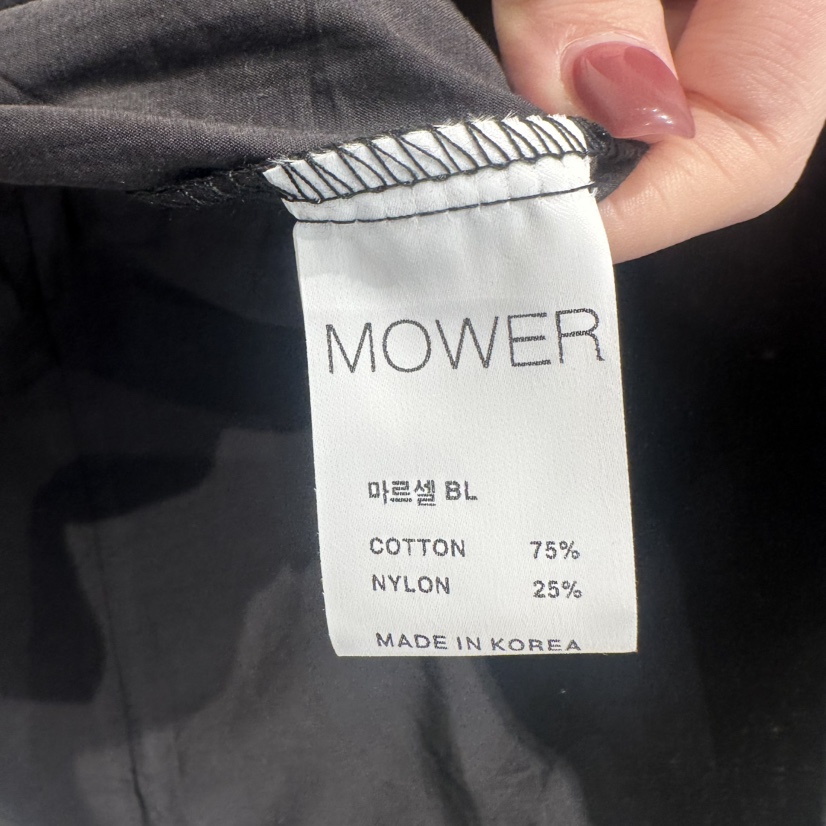 MOWER
마르셀 BL
COTTON 75%
NYLON 25%
MADE IN KOREA